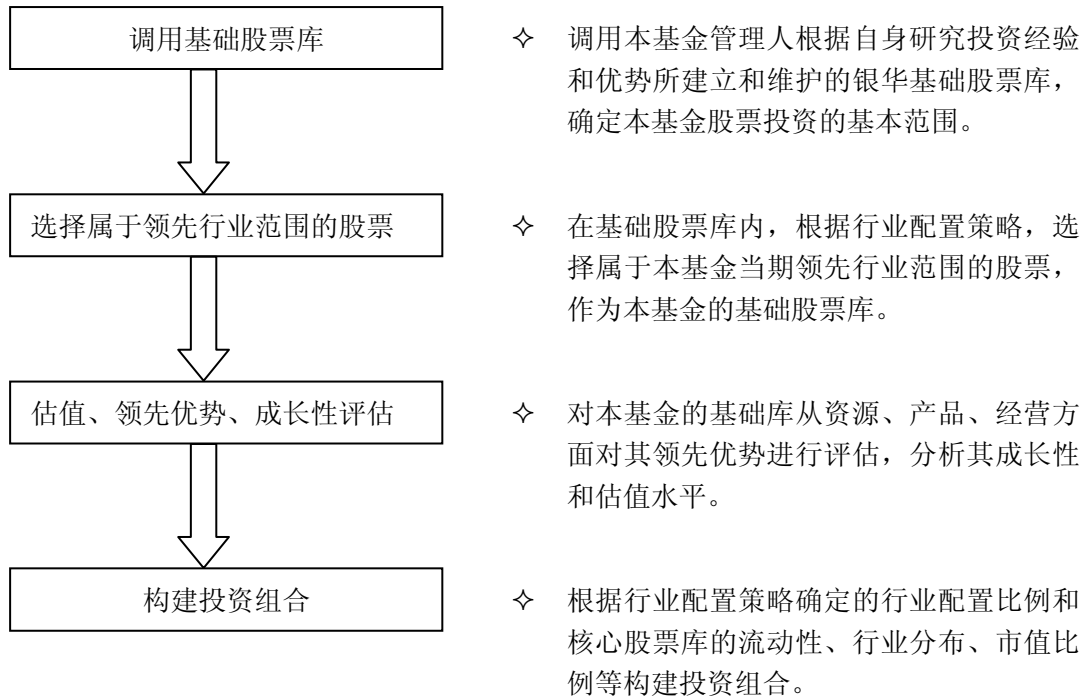 调用基础股票库
✧ 调用本基金管理人根据自身研究投资经验
和优势所建立和维护的银华基础股票库，
确定本基金股票投资的基本范围。
选择属于领先行业范围的股票
✧ 在基础股票库内，根据行业配置策略，选
择属于本基金当期领先行业范围的股票，
作为本基金的基础股票库。
估值、领先优势、成长性评估
✧ 对本基金的基础库从资源、产品、经营方
面对其领先优势进行评估，分析其成长性
和估值水平。
构建投资组合
✧ 根据行业配置策略确定的行业配置比例和
核心股票库的流动性、行业分布、市值比
例等构建投资组合。